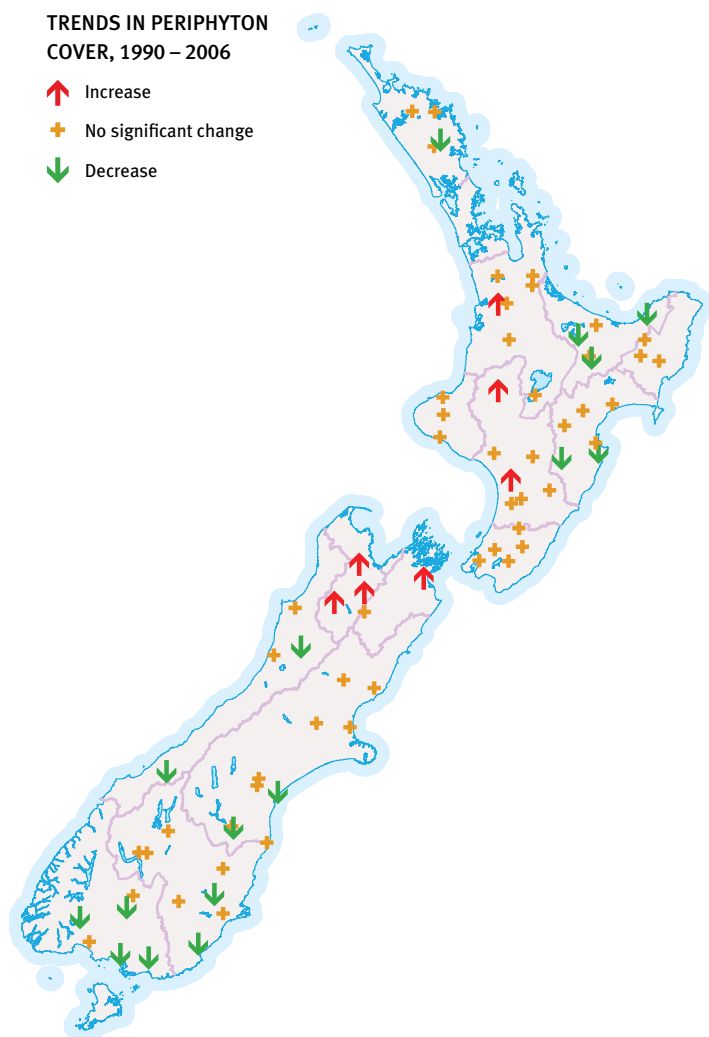 TRENDS IN PERIPHYTON
COVER, 1990 – 2006
Increase
No significant change
Decrease